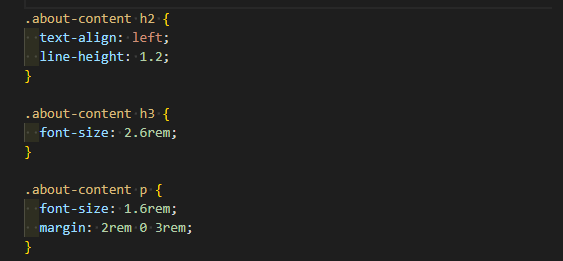 .about-content h2 {
  text-align: left;
  line-height: 1.2;
}

.about-content h3 {
  font-size: 2.6rem;
}

.about-content p {
  font-size: 1.6rem;
  margin: 2rem 0 3rem;
}